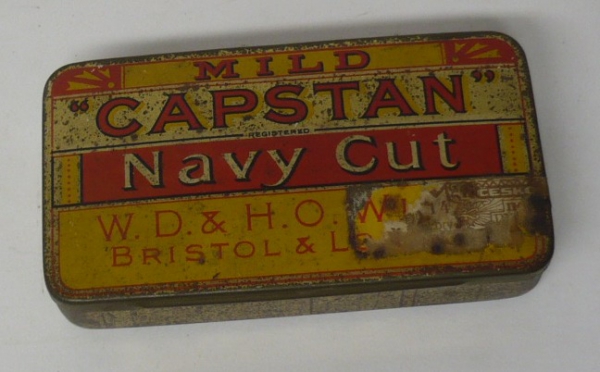 MILD
"CAPSTAN"
REGISTERED
Navy Cut
W.D. & H.O.
BRISTOL &